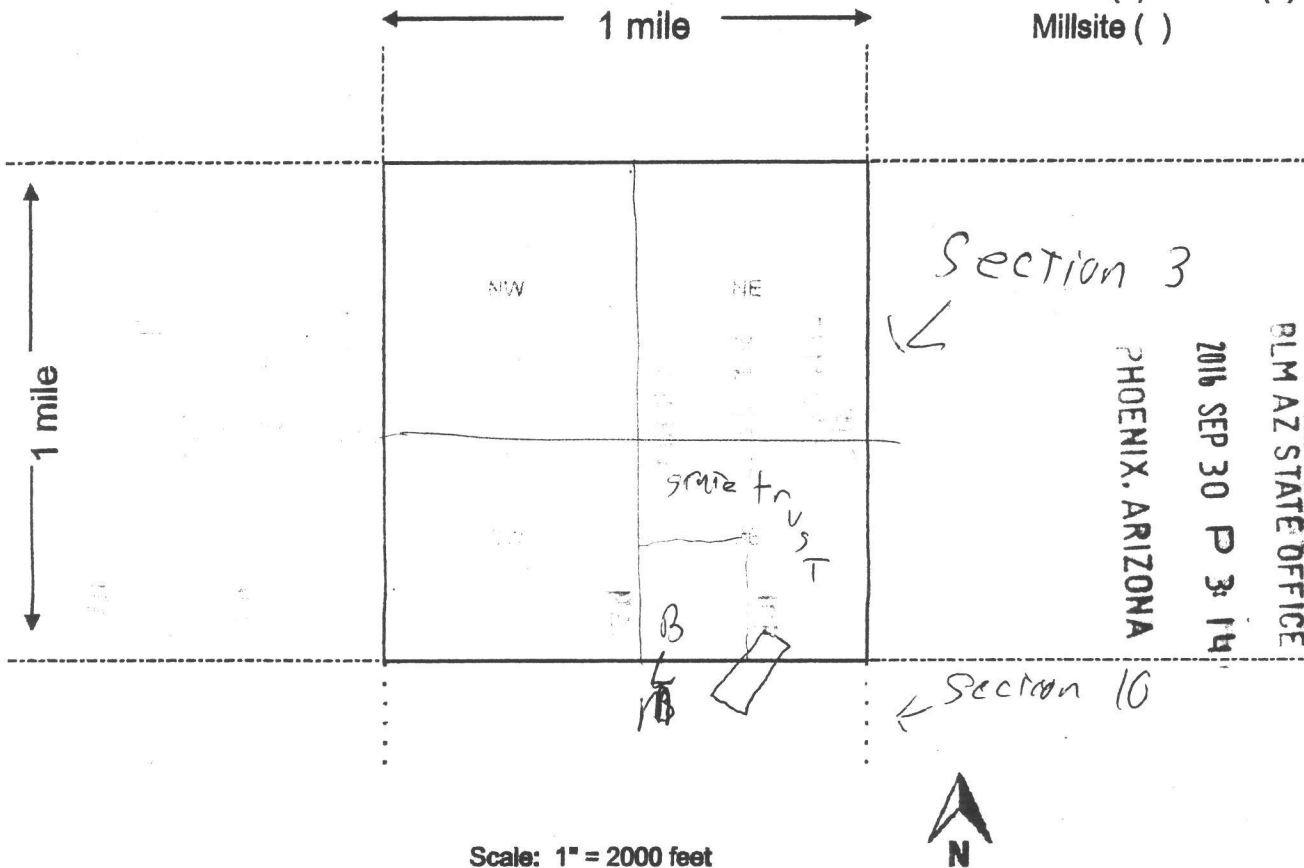 1 mile
Millsite ( )
NW
NE
Section 3
1 mile
trusT
B
L
M
Section 10
N
Scale: 1" = 2000 feet
BLM AZ STATE OFFICE
2016 SEP 30 P 3:14
PHOENIX, ARIZONA